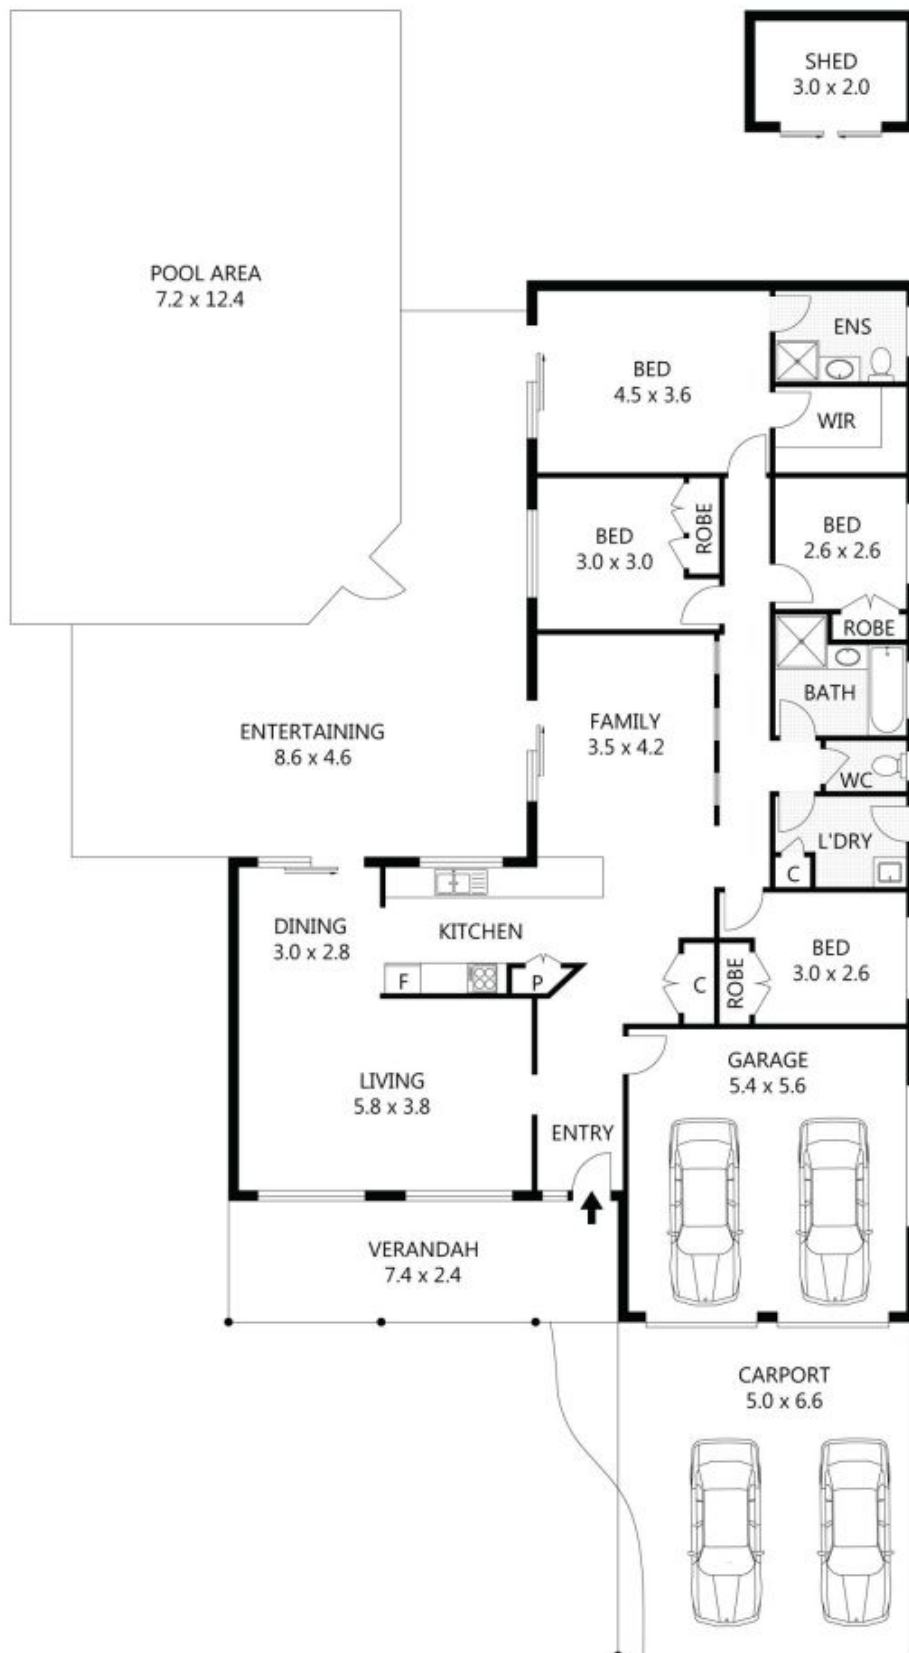 SHED
3.0 x 2.0
POOL AREA
7.2 x 12.4
ENS
BED
4.5 x 3.6
WIR
BED
3.0 x 3.0
ROBE
BED
2.6 x 2.6
ROBE
BATH
FAMILY
3.5 x 4.2
ENTERTAINING
8.6 x 4.6
WC
L'DRY
C
DINING
3.0 x 2.8
KITCHEN
BED
3.0 x 2.6
F
P
C
ROBE
LIVING
5.8 x 3.8
GARAGE
5.4 x 5.6
ENTRY
VERANDAH
7.4 x 2.4
CARPORT
5.0 x 6.6